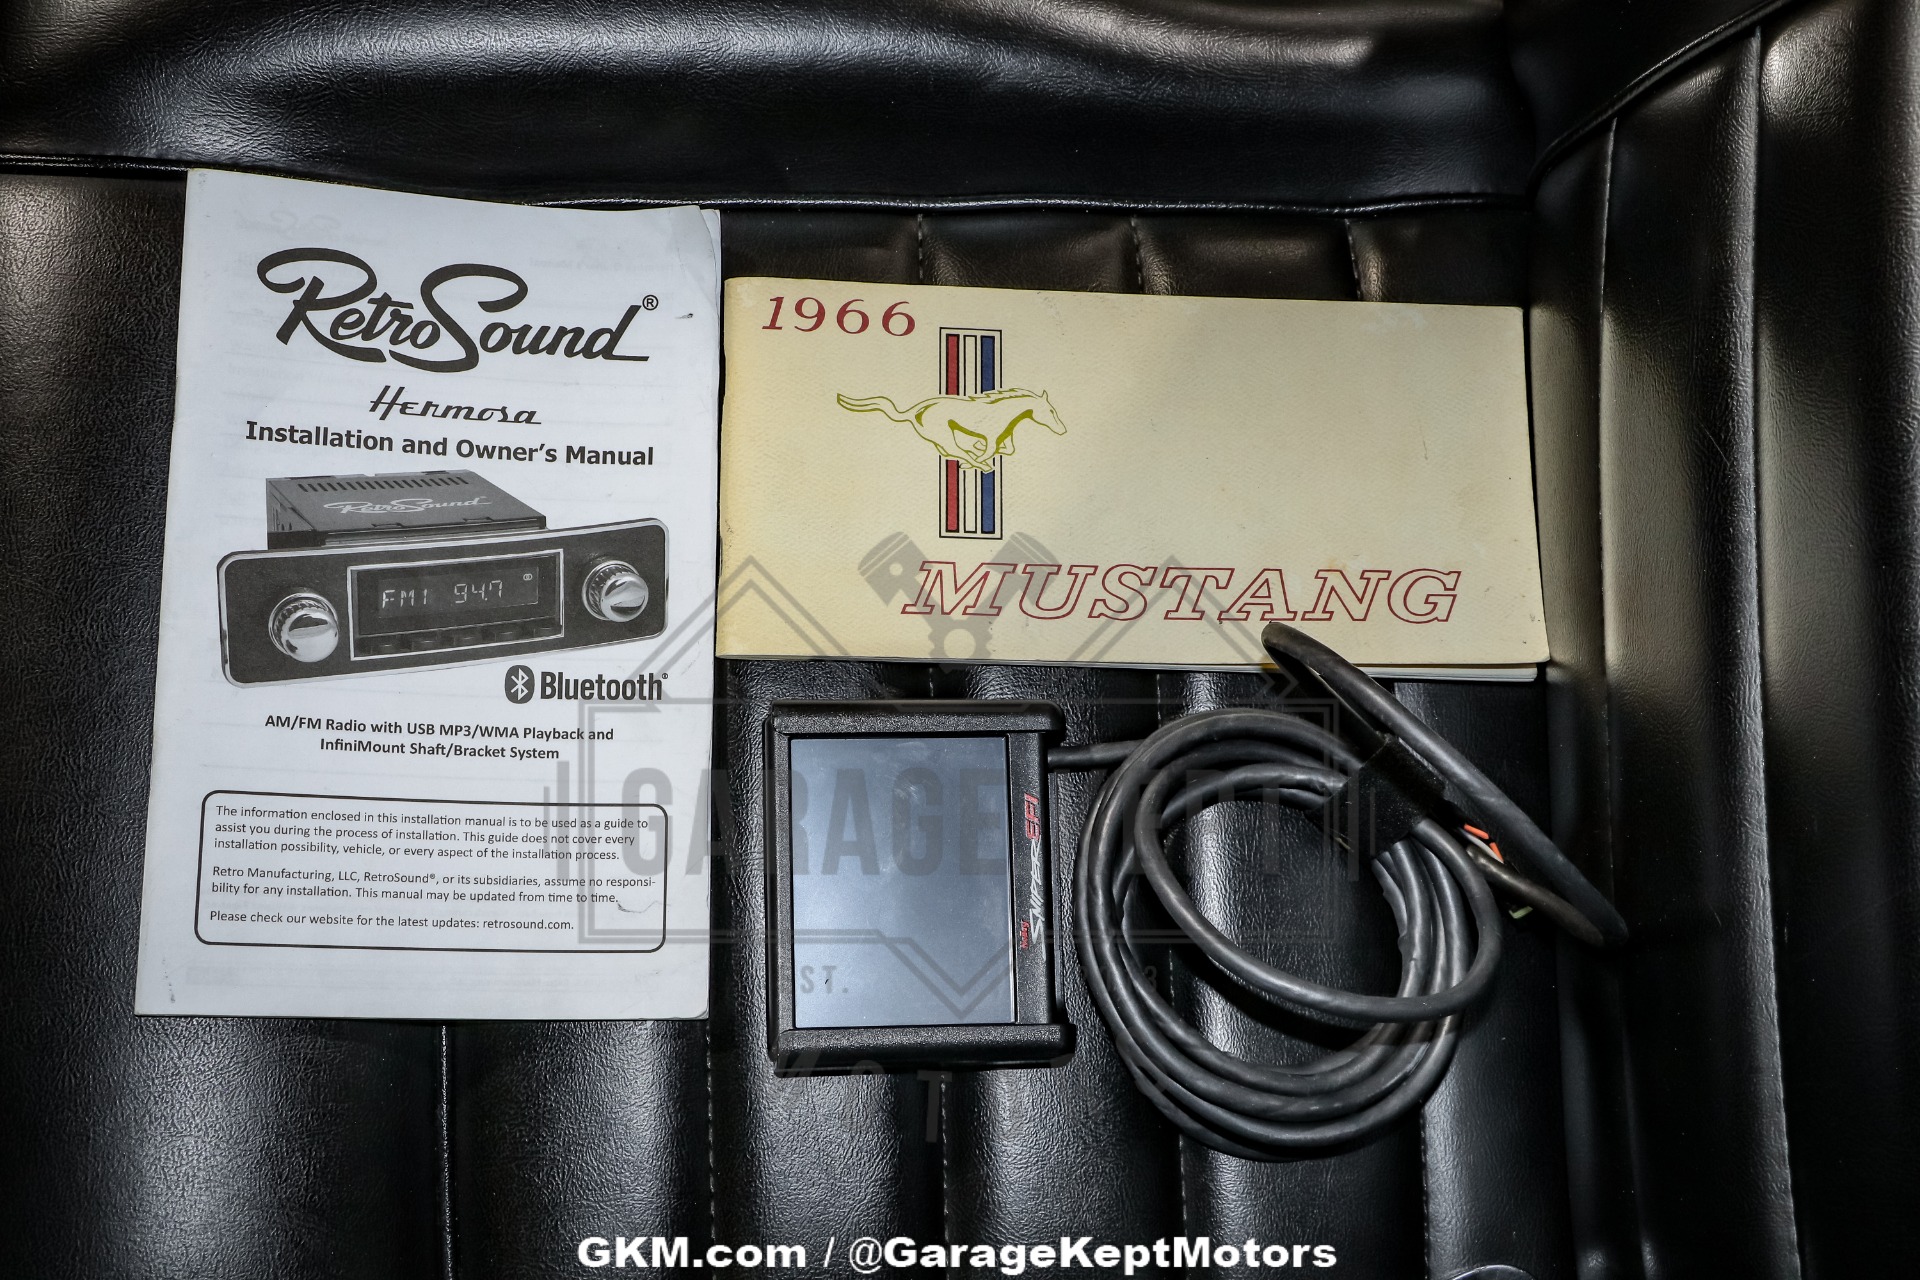 RetroSound®
Hermosa
Installation and Owner's Manual
RetroSound
FM1 94.7
Bluetooth®
AM/FM Radio with USB MP3/WMA Playback and
InfiniMount Shaft/Bracket System
The information enclosed in this installation manual is to be used as a guide to
assist you during the process of installation. This guide does not cover every
installation possibility, vehicle, or every aspect of the installation process.
Retro Manufacturing, LLC, RetroSound®, or its subsidiaries, assume no responsi-
bility for any installation. This manual may be updated from time to time.
Please check our website for the latest updates: retrosound.com.
1966
MUSTANG
SNIPER EFI
GARAGE KEPT
EST.
GKM.com / @GarageKeptMotors